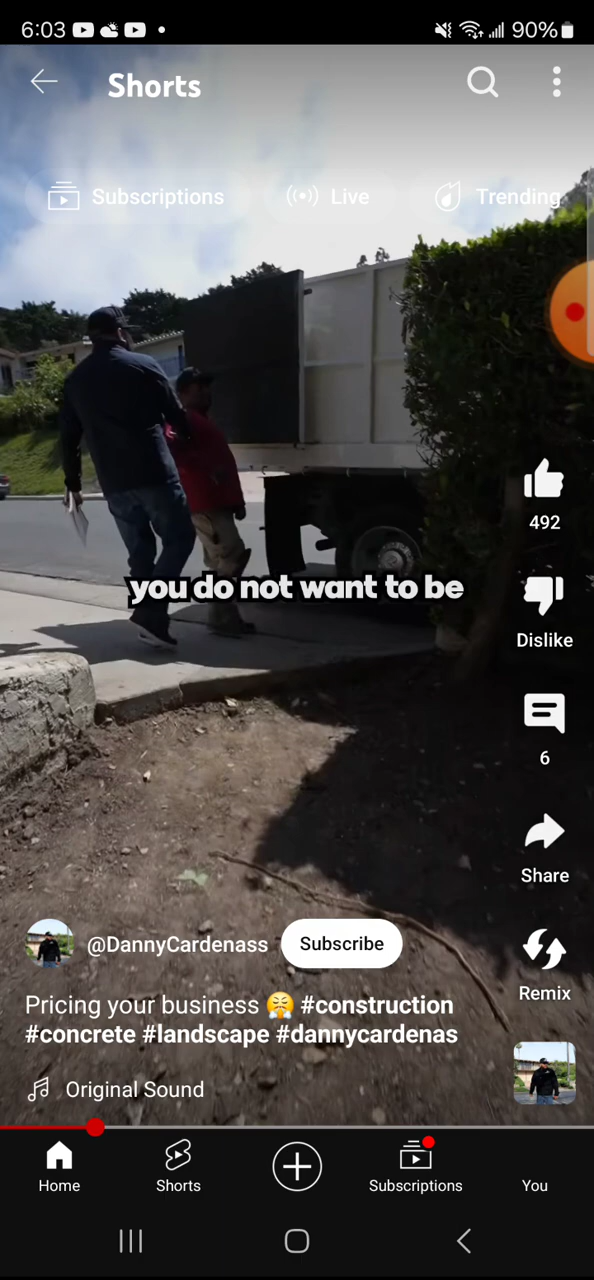 6:03
90%
Shorts
Subscriptions
Live
Trending
you do not want to be
492
Dislike
6
Share
@DannyCardenass
Subscribe
Remix
Pricing your business 😤 #construction
#concrete #landscape #dannycardenas
Original Sound
Home
Shorts
Subscriptions
You